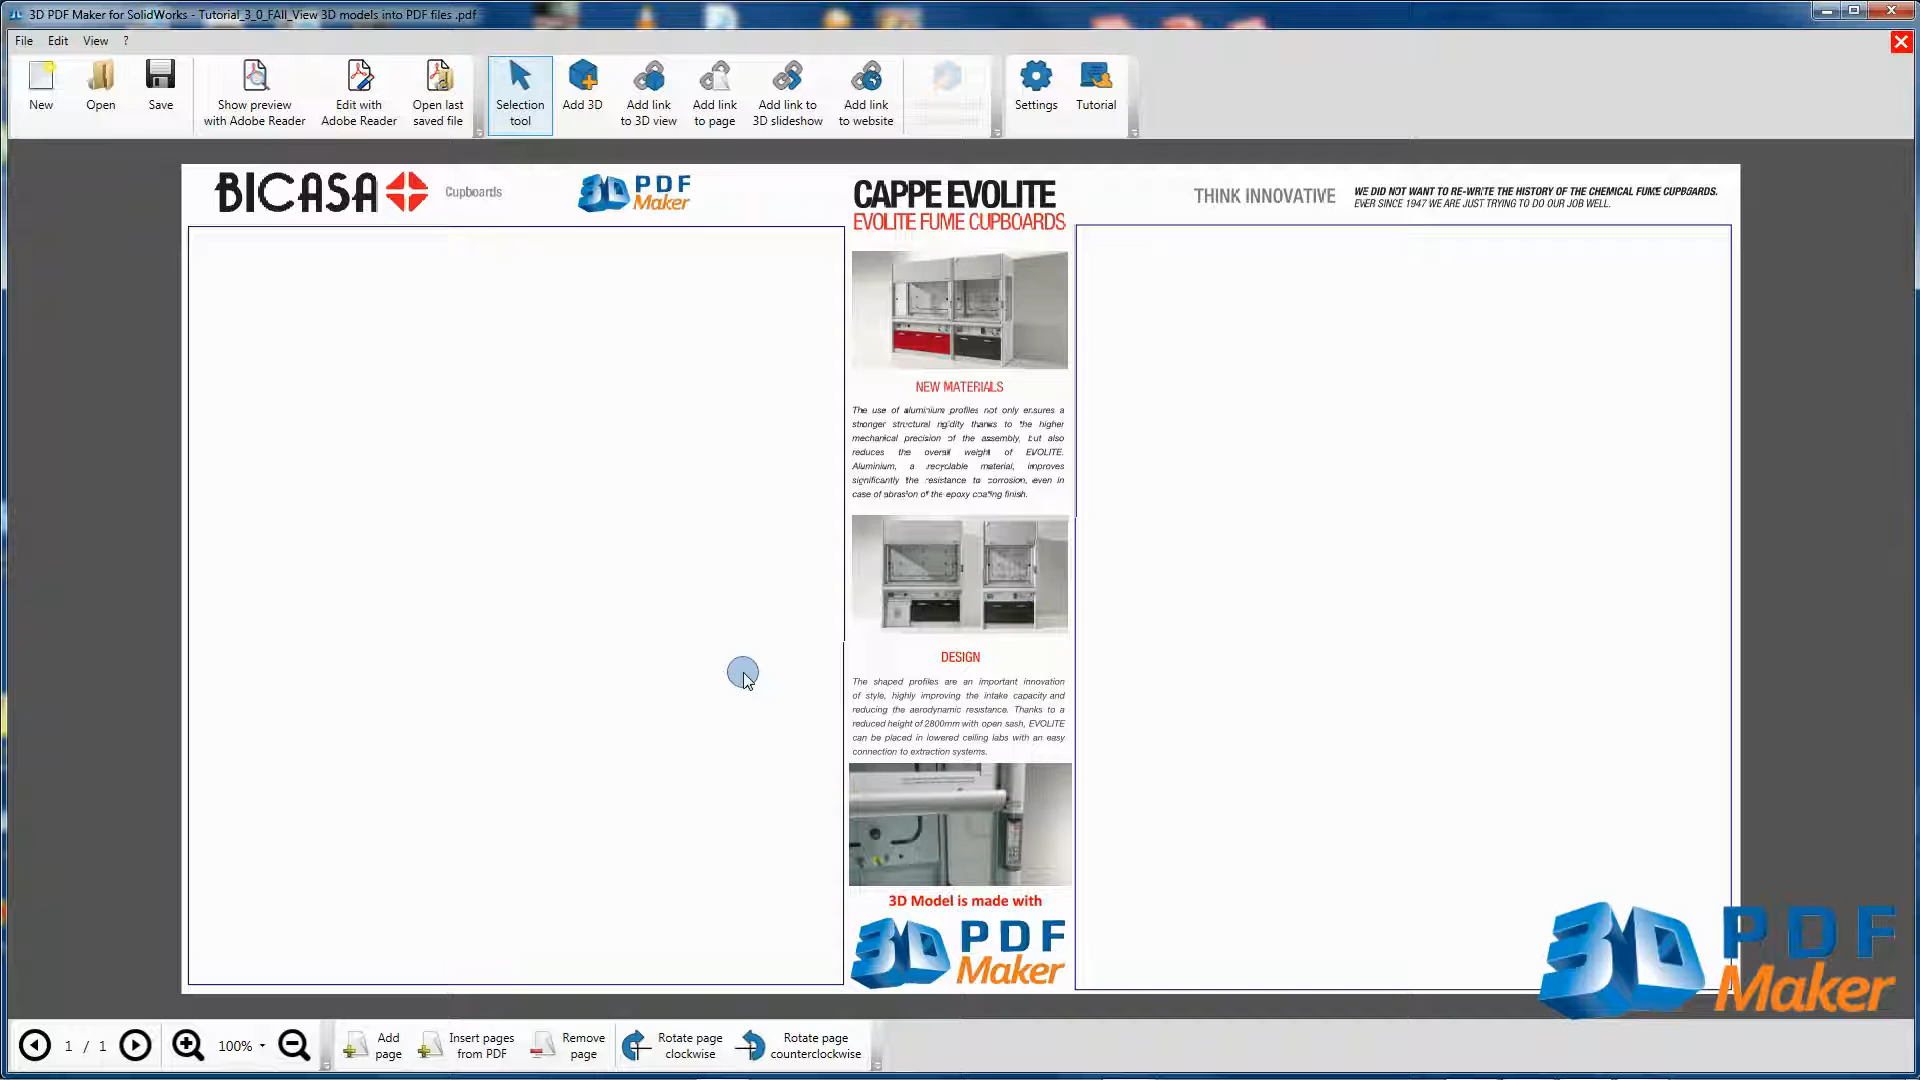 3D PDF Maker for SolidWorks - Tutorial_3_0_FAll_View 3D models into PDF files .pdf
File Edit View ?
New
Open
Save
Show preview
with Adobe Reader
Edit with
Adobe Reader
Open last
saved file
Selection
tool
Add 3D
Add link
to 3D view
Add link
to page
Add link to
3D slideshow
Add link
to website
Settings
Tutorial
BICASA
Cupboards
3D PDF
Maker
CAPPE EVOLITE
EVOLITE FUME CUPBOARDS
THINK INNOVATIVE
WE DID NOT WANT TO RE-WRITE THE HISTORY OF THE CHEMICAL FUME CUPBOARDS.
EVER SINCE 1947 WE ARE JUST TRYING TO DO OUR JOB WELL.
NEW MATERIALS
The use of aluminium profiles not only ensures a
stronger structural rigidity thanks to the higher
mechanical precision of the assembly, but also
reduces the overall weight of EVOLITE.
Aluminium, a recyclable material, improves
significantly the resistance to corrosion, even in
case of abrasion of the epoxy coating finish.
DESIGN
The shaped profiles are an important innovation
of style, highly improving the intake capacity and
reducing the aerodynamic resistance. Thanks to a
reduced height of 2800mm with open sash, EVOLITE
can be placed in lowered ceiling labs with an easy
connection to extraction systems.
3D Model is made with
3D PDF
Maker
3D PDF
Maker
1 / 1
100%
Add
page
Insert pages
from PDF
Remove
page
Rotate page
clockwise
Rotate page
counterclockwise